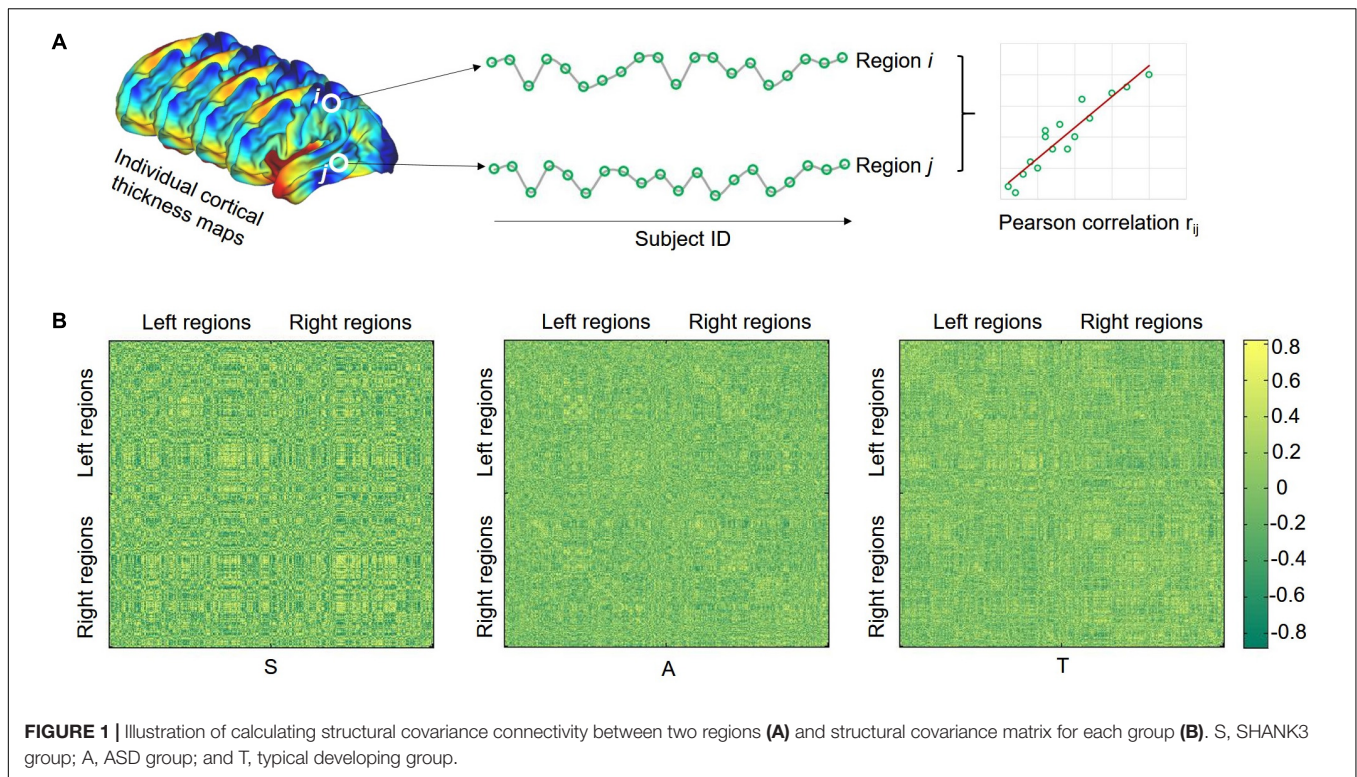 A
i
j
Individual cortical
thickness maps
Region i
Region j
Subject ID
Pearson correlation rij
B
Left regions Right regions
Left regions Right regions
Left regions Right regions
Left regions
Right regions
Left regions
Right regions
Left regions
Right regions
0.8
0.6
0.4
0.2
0
-0.2
-0.4
-0.6
-0.8
S
A
T
FIGURE 1 | Illustration of calculating structural covariance connectivity between two regions (A) and structural covariance matrix for each group (B). S, SHANK3
group; A, ASD group; and T, typical developing group.